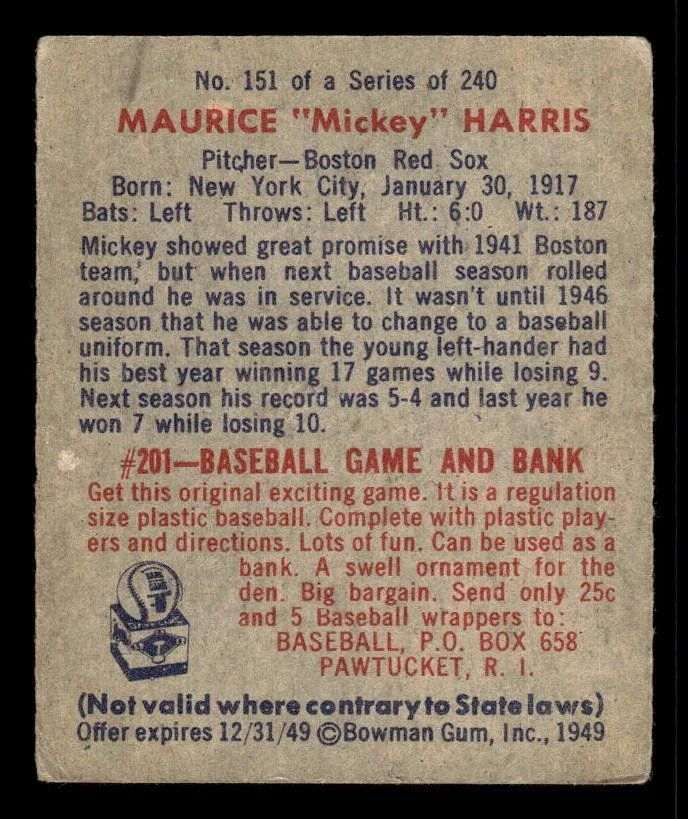 No. 151 of a Series of 240
MAURICE "Mickey" HARRIS
Pitcher—Boston Red Sox
Born: New York City, January 30, 1917
Bats: Left Throws: Left Ht.: 6:0 Wt.: 187
Mickey showed great promise with 1941 Boston
team, but when next baseball season rolled
around he was in service. It wasn't until 1946
season that he was able to change to a baseball
uniform. That season the young left-hander had
his best year winning 17 games while losing 9.
Next season his record was 5-4 and last year he
won 7 while losing 10.
#201—BASEBALL GAME AND BANK
Get this original exciting game. It is a regulation
size plastic baseball. Complete with plastic play-
ers and directions. Lots of fun. Can be used as a
bank. A swell ornament for the
den. Big bargain. Send only 25c
and 5 Baseball wrappers to:
BASEBALL, P.O. BOX 658
PAWTUCKET, R. I.
(Not valid where contrary to State laws)
Offer expires 12/31/49 ©Bowman Gum, Inc., 1949